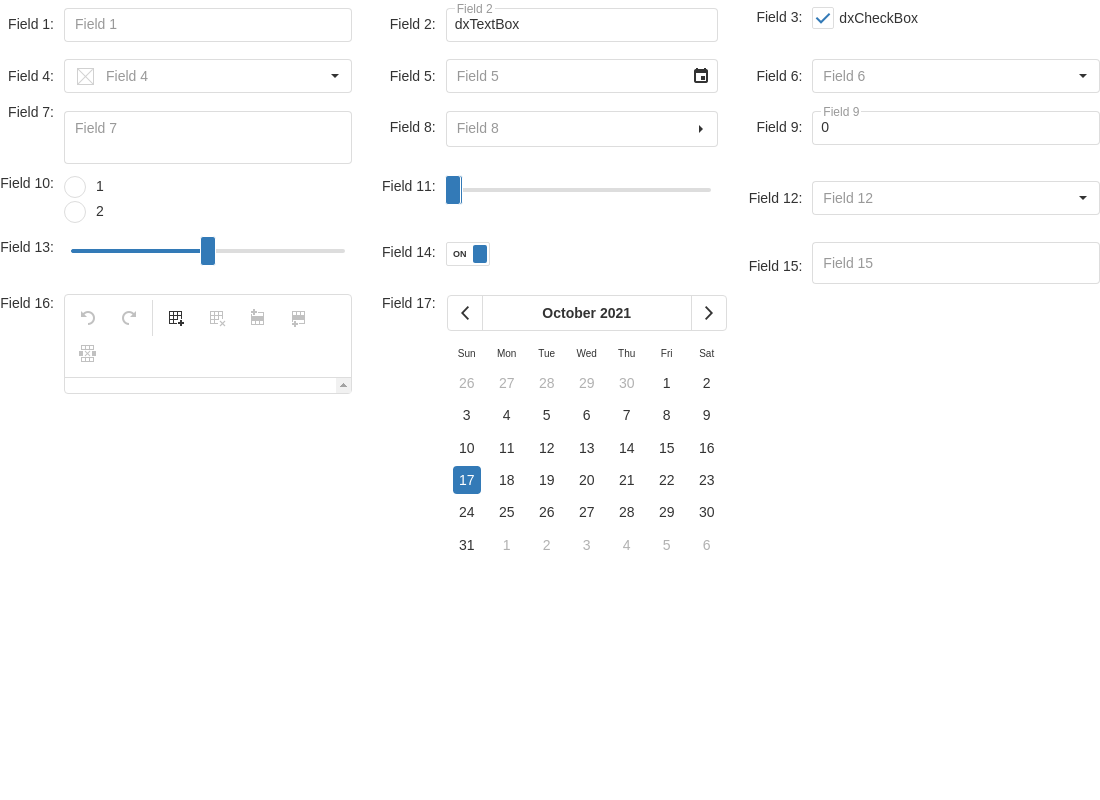 Field 1: Field 1
Field 2: Field 2
dxTextBox
Field 3: dxCheckBox
Field 4: Field 4
Field 5: Field 5
Field 6: Field 6
Field 7: Field 7
Field 8: Field 8
Field 9: Field 9
0
Field 10: 1
2
Field 11:
Field 12: Field 12
Field 13:
Field 14: ON
Field 15: Field 15
Field 16:
Field 17: October 2021
Sun Mon Tue Wed Thu Fri Sat
26 27 28 29 30 1 2
3 4 5 6 7 8 9
10 11 12 13 14 15 16
17 18 19 20 21 22 23
24 25 26 27 28 29 30
31 1 2 3 4 5 6